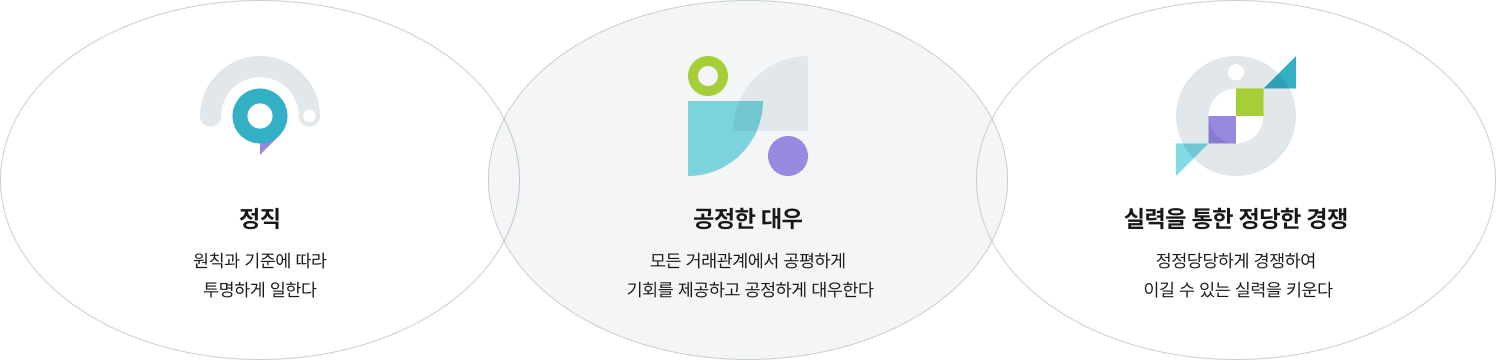 정직
원칙과 기준에 따라
투명하게 일한다
공정한 대우
모든 거래관계에서 공평하게
기회를 제공하고 공정하게 대우한다
실력을 통한 정당한 경쟁
정정당당하게 경쟁하여
이길 수 있는 실력을 키운다